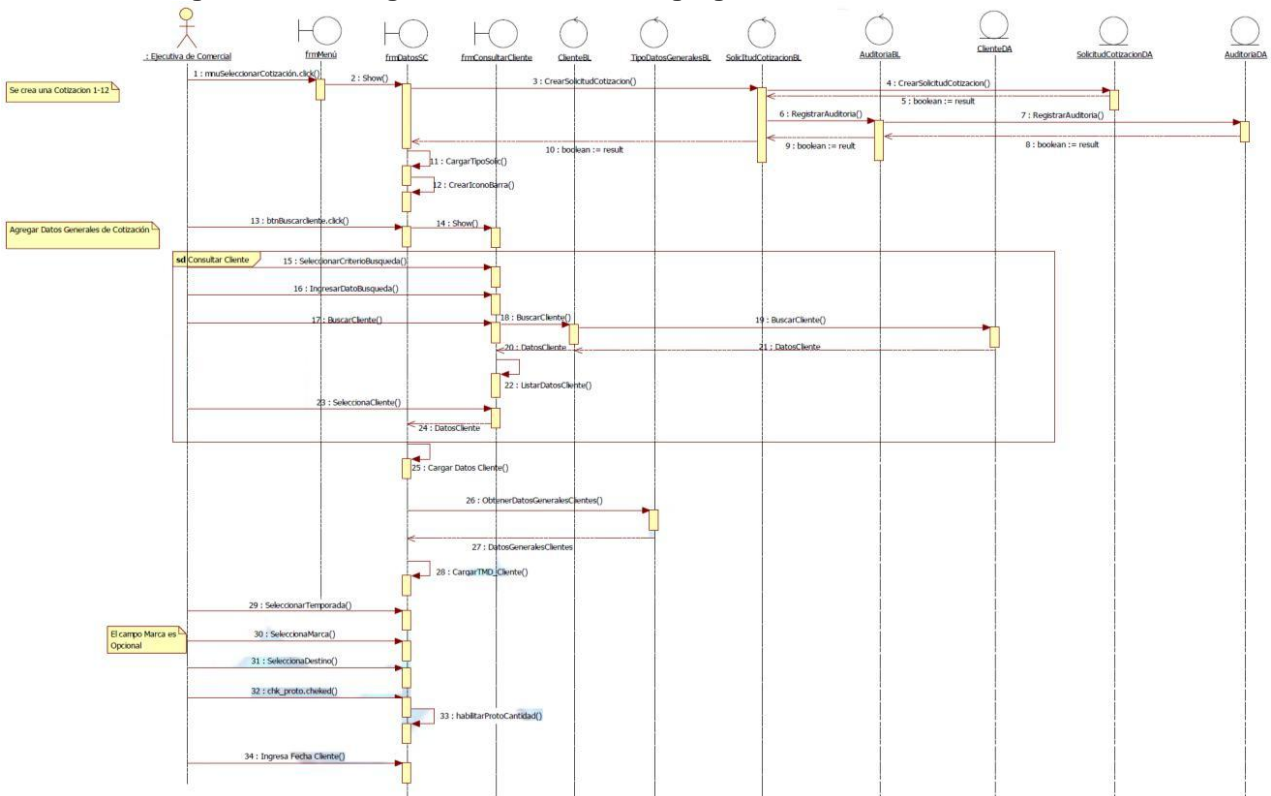 : Ejecutiva de Comercial
frmMenú
frmDatosSC
frmConsultarCliente
ClienteBL
TipoDatosGeneralesBL
SolicitudCotizacionBL
AuditoriaBL
ClienteDA
SolicitudCotizacionDA
AuditoriaDA
Se crea una Cotizacion 1-12
1 : mnuSeleccionarCotización.click()
2 : Show()
3 : CrearSolicitudCotizacion()
4 : CrearSolicitudCotizacion()
5 : boolean := result
6 : RegistrarAuditoria()
7 : RegistrarAuditoria()
8 : boolean := result
9 : boolean := reult
10 : boolean := result
11 : CargarTipoSolic()
12 : CrearIconoBarra()
Agregar Datos Generales de Cotización
13 : btnBuscarcliente.click()
14 : Show()
sd Consultar Cliente
15 : SeleccionarCriterioBusqueda()
16 : IngresarDatoBusqueda()
17 : BuscarCliente()
18 : BuscarCliente()
19 : BuscarCliente()
20 : DatosCliente
21 : DatosCliente
22 : ListarDatosCliente()
23 : SeleccionaCliente()
24 : DatosCliente
25 : Cargar Datos Cliente()
26 : ObtenerDatosGeneralesClientes()
27 : DatosGeneralesClientes
28 : CargarTMD_Cliente()
29 : SeleccionarTemporada()
El campo Marca es
Opcional
30 : SeleccionaMarca()
31 : SeleccionaDestino()
32 : chk_proto.cheked()
33 : habilitarProtoCantidad()
34 : Ingresa Fecha Cliente()